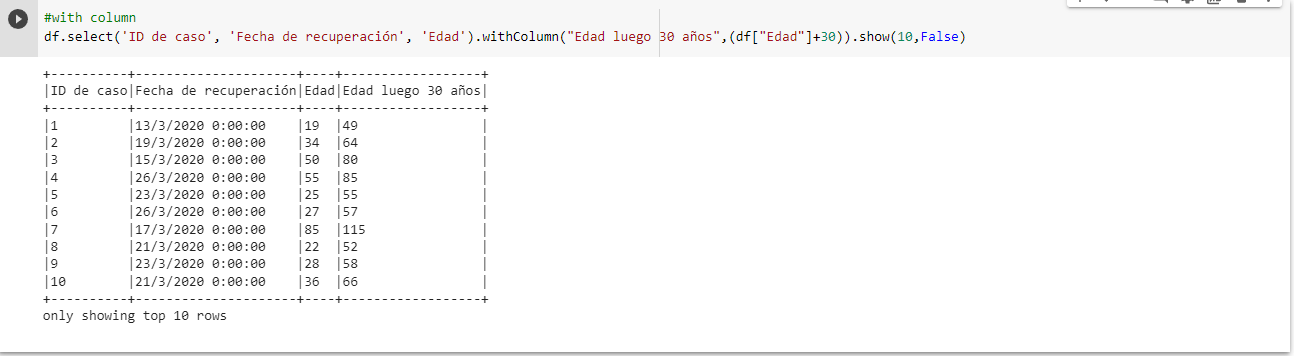 #with column
df.select('ID de caso', 'Fecha de recuperación', 'Edad').withColumn("Edad luego 30 años",(df["Edad"]+30)).show(10,False)
+----------+---------------------+----+------------------+
|ID de caso|Fecha de recuperación|Edad|Edad luego 30 años|
+----------+---------------------+----+------------------+
|1         |13/3/2020 0:00:00    |19  |49                |
|2         |19/3/2020 0:00:00    |34  |64                |
|3         |15/3/2020 0:00:00    |50  |80                |
|4         |26/3/2020 0:00:00    |55  |85                |
|5         |23/3/2020 0:00:00    |25  |55                |
|6         |26/3/2020 0:00:00    |27  |57                |
|7         |17/3/2020 0:00:00    |85  |115               |
|8         |21/3/2020 0:00:00    |22  |52                |
|9         |23/3/2020 0:00:00    |28  |58                |
|10        |21/3/2020 0:00:00    |36  |66                |
+----------+---------------------+----+------------------+
only showing top 10 rows